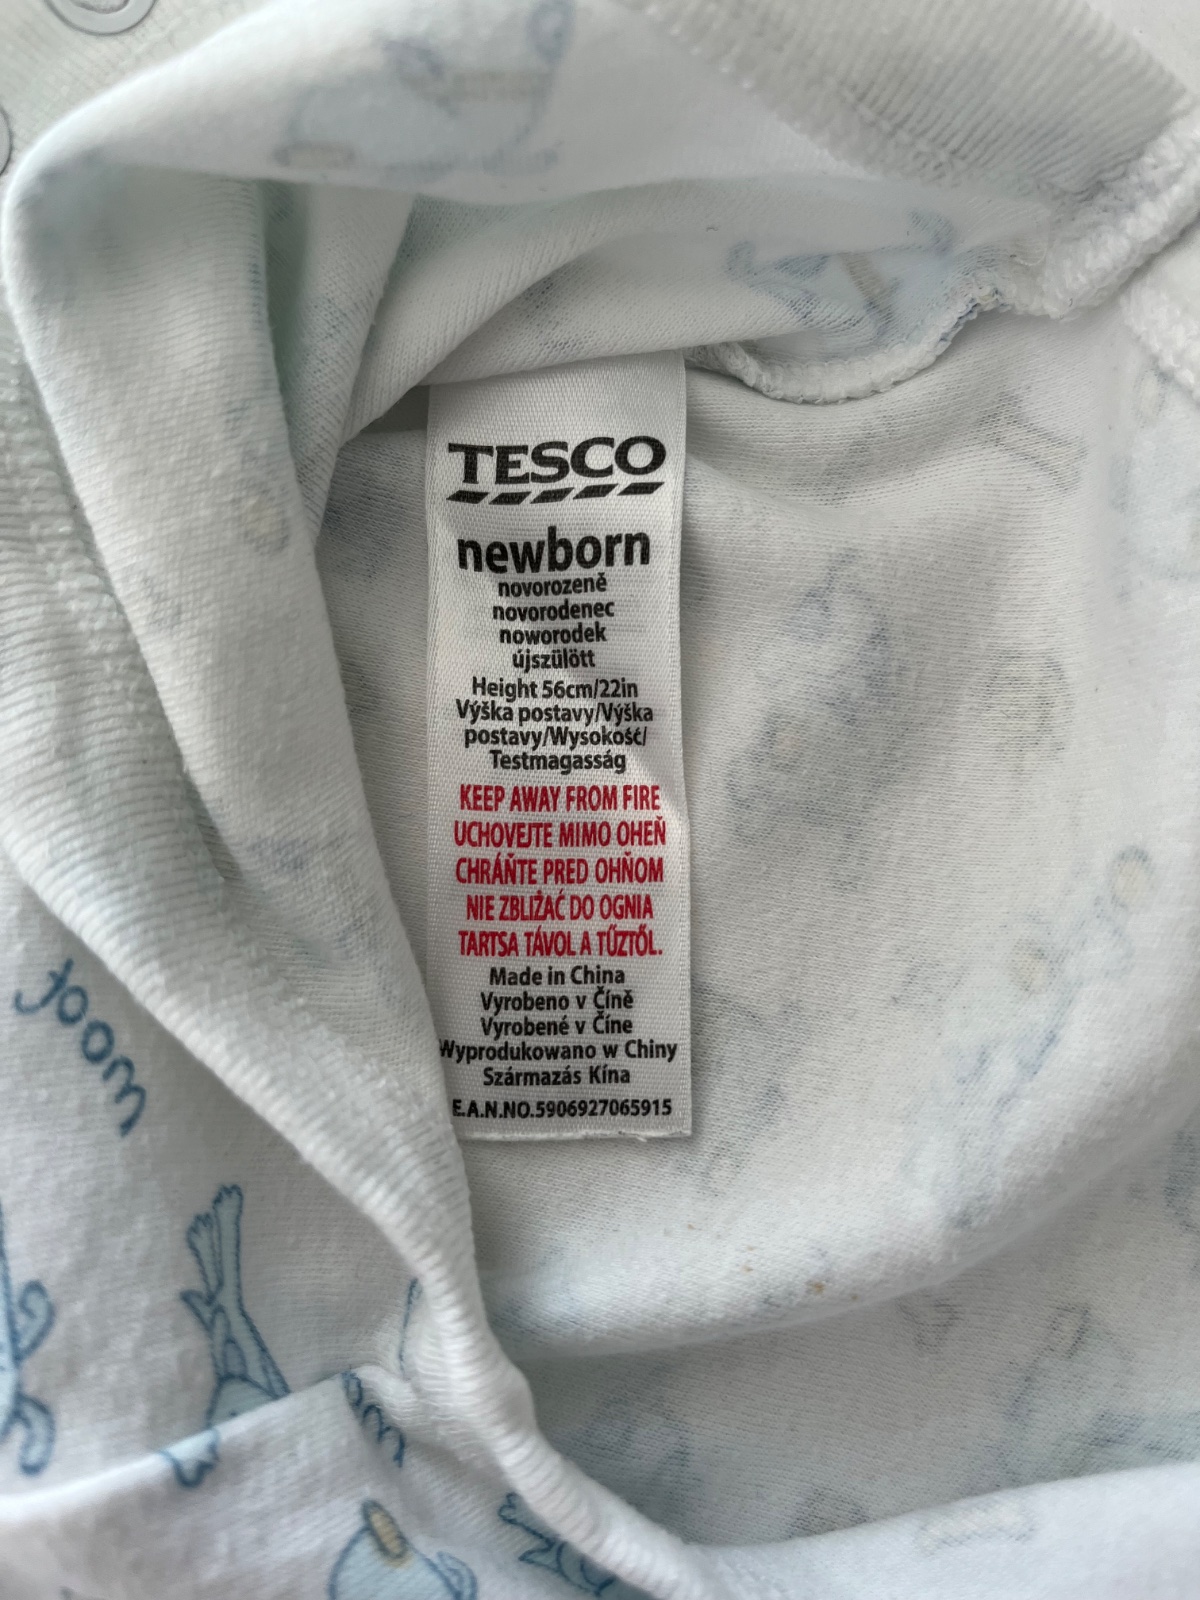 TESCO
newborn
novorozeně
novorodenec
noworodek
újszülött
Height 56cm/22in
Výška postavy/Výška
postavy/Wysokość/
Testmagasság
KEEP AWAY FROM FIRE
UCHOVEJTE MIMO OHEŇ
CHRÁŇTE PRED OHŇOM
NIE ZBLIŻAĆ DO OGNIA
TARTSA TÁVOL A TŰZTŐL.
Made in China
Vyrobeno v Číně
Vyrobené v Číne
Wyprodukowano w Chiny
Származás Kína
E.A.N.NO.5906927065915
woof